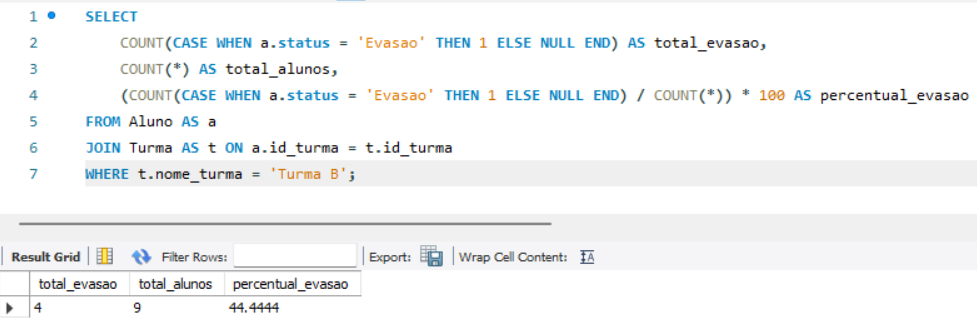 1 SELECT
2 COUNT(CASE WHEN a.status = 'Evasao' THEN 1 ELSE NULL END) AS total_evasao,
3 COUNT(*) AS total_alunos,
4 (COUNT(CASE WHEN a.status = 'Evasao' THEN 1 ELSE NULL END) / COUNT(*)) * 100 AS percentual_evasao
5 FROM Aluno AS a
6 JOIN Turma AS t ON a.id_turma = t.id_turma
7 WHERE t.nome_turma = 'Turma B';
Result Grid Filter Rows: Export: Wrap Cell Content:
total_evasao total_alunos percentual_evasao
4 9 44.4444